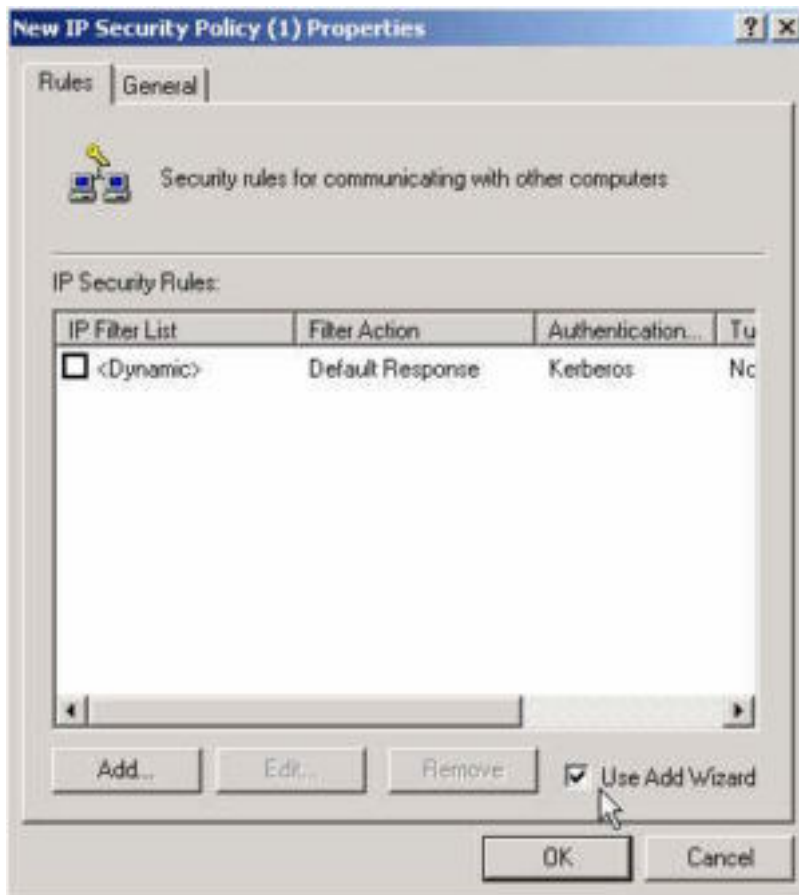 New IP Security Policy (1) Properties
Rules General
Security rules for communicating with other computers
IP Security Rules:
IP Filter List Filter Action Authentication... Tu
<Dynamic> Default Response Kerberos No
Add... Edit... Remove Use Add Wizard
OK Cancel